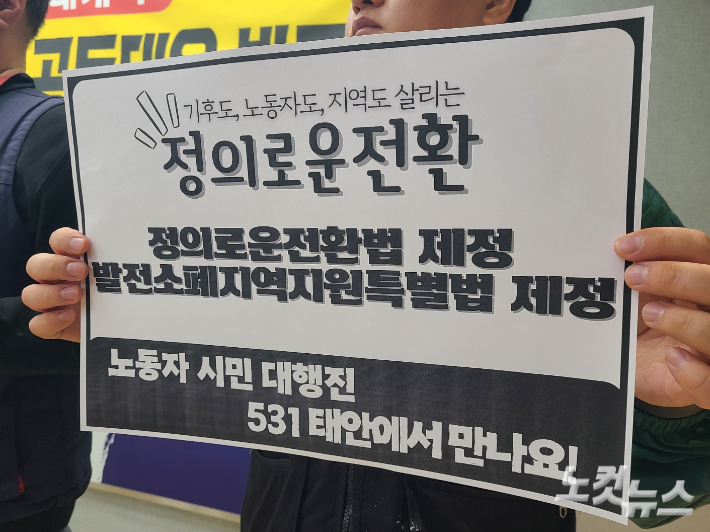 기후도, 노동자도, 지역도 살리는
정의로운전환
정의로운전환법 제정
발전소폐지역지원특별법 제정
노동자 시민 대행진
531 태안에서 만나요!
노컷뉴스